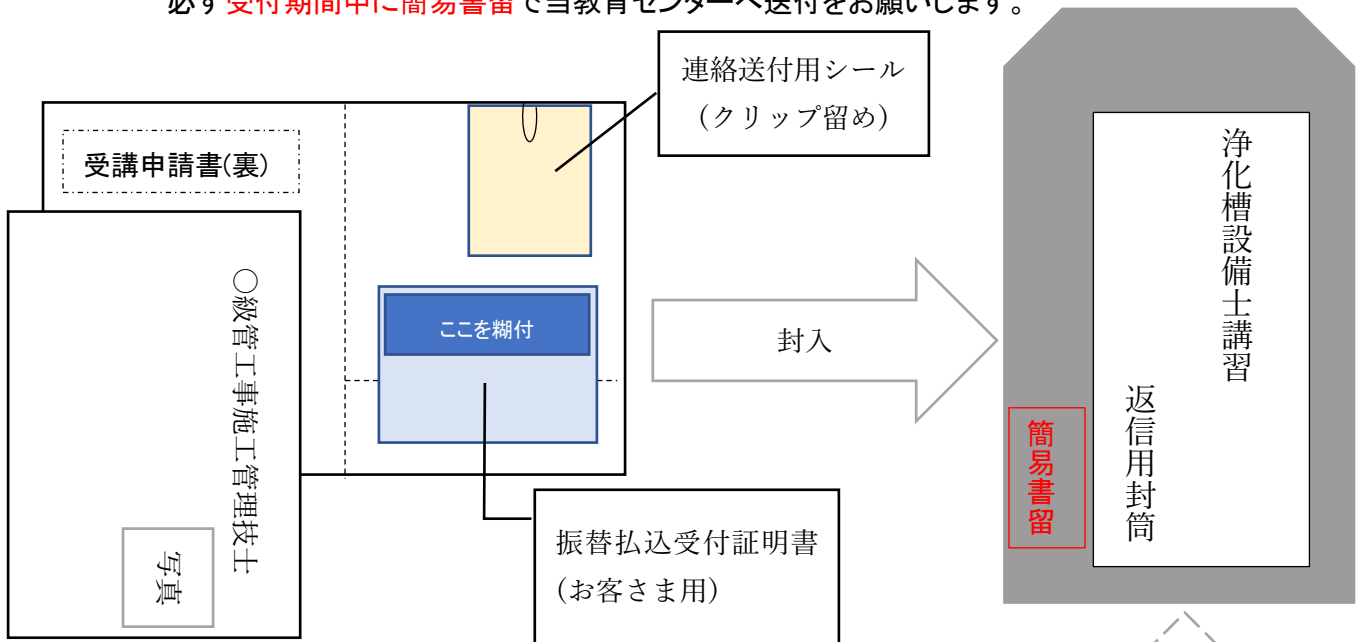 必ず受付期間中に簡易書留で当教育センターへ送付をお願いします。
連絡送付用シール
(クリップ留め)
受講申請書(裏)
○級管工事施工管理技士
写真
ここを糊付
封入
振替払込受付証明書
(お客さま用)
浄化槽設備士講習
返信用封筒
簡易書留